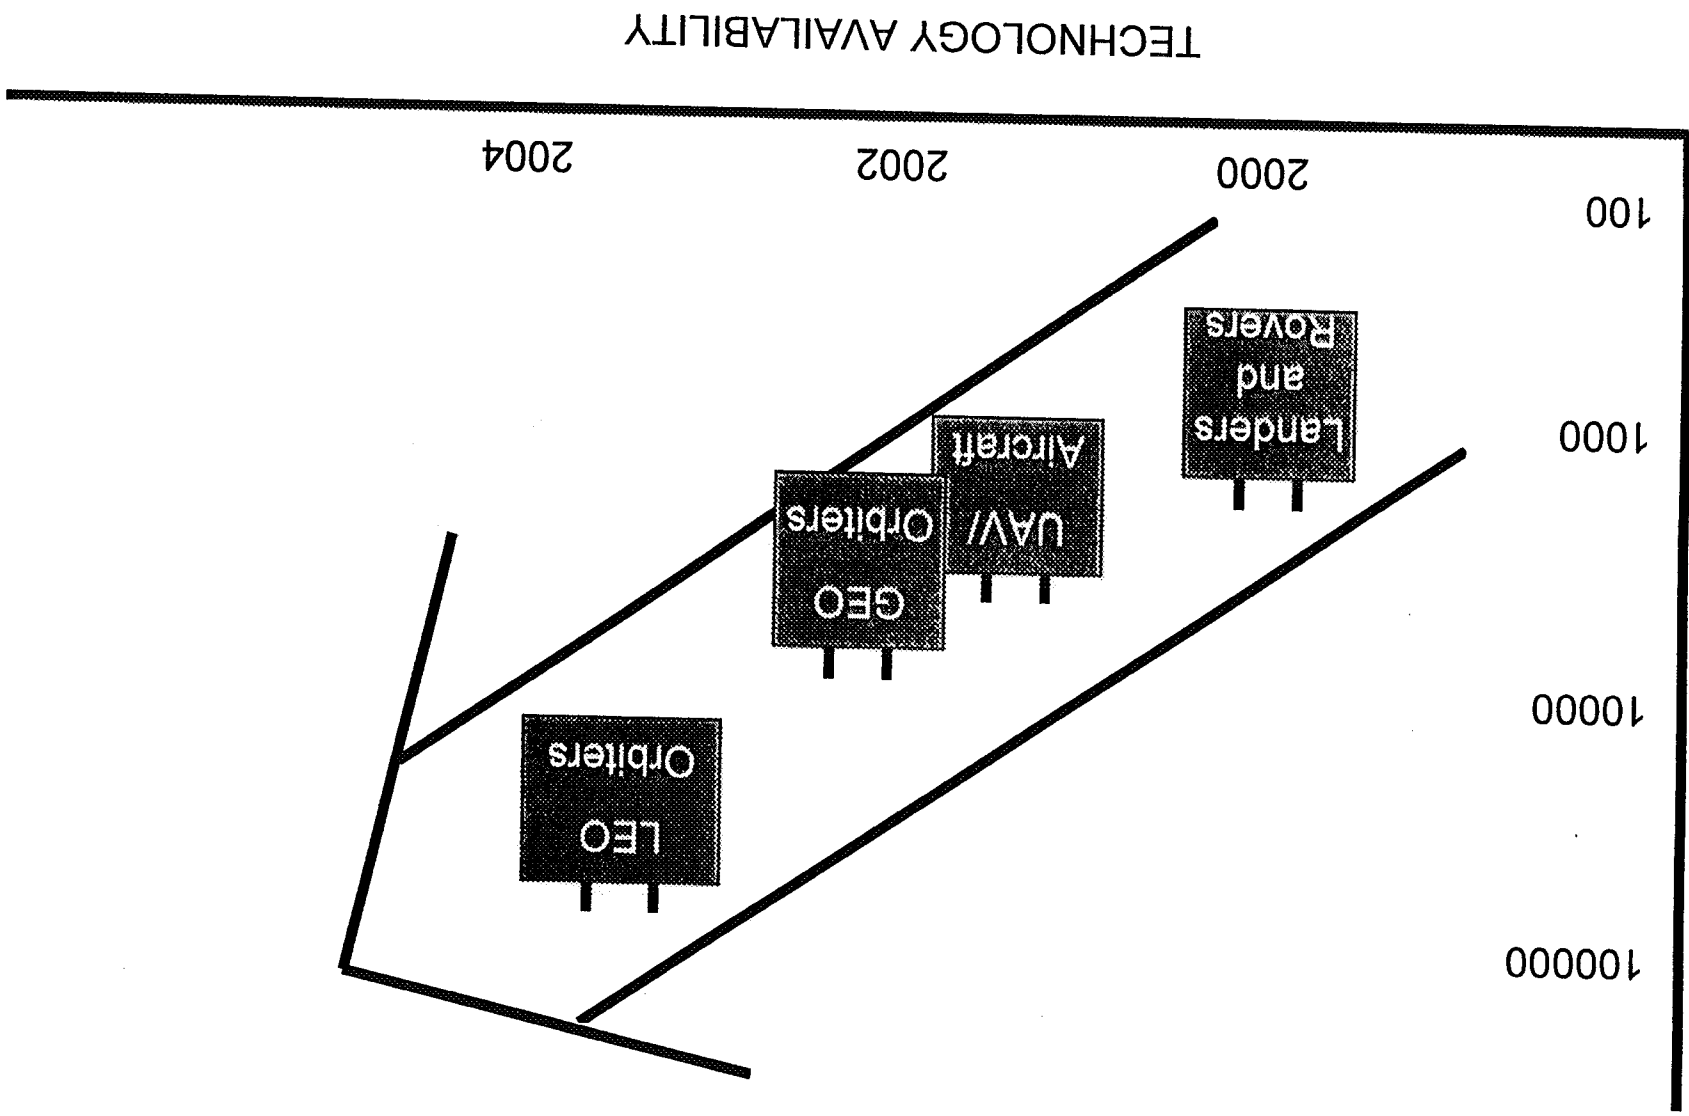 100000
10000
1000
100
LEO
Orbiters
GEO
Orbiters
UAV/
Aircraft
Landers
and
Rovers
2000
2002
2004
TECHNOLOGY AVAILABILITY